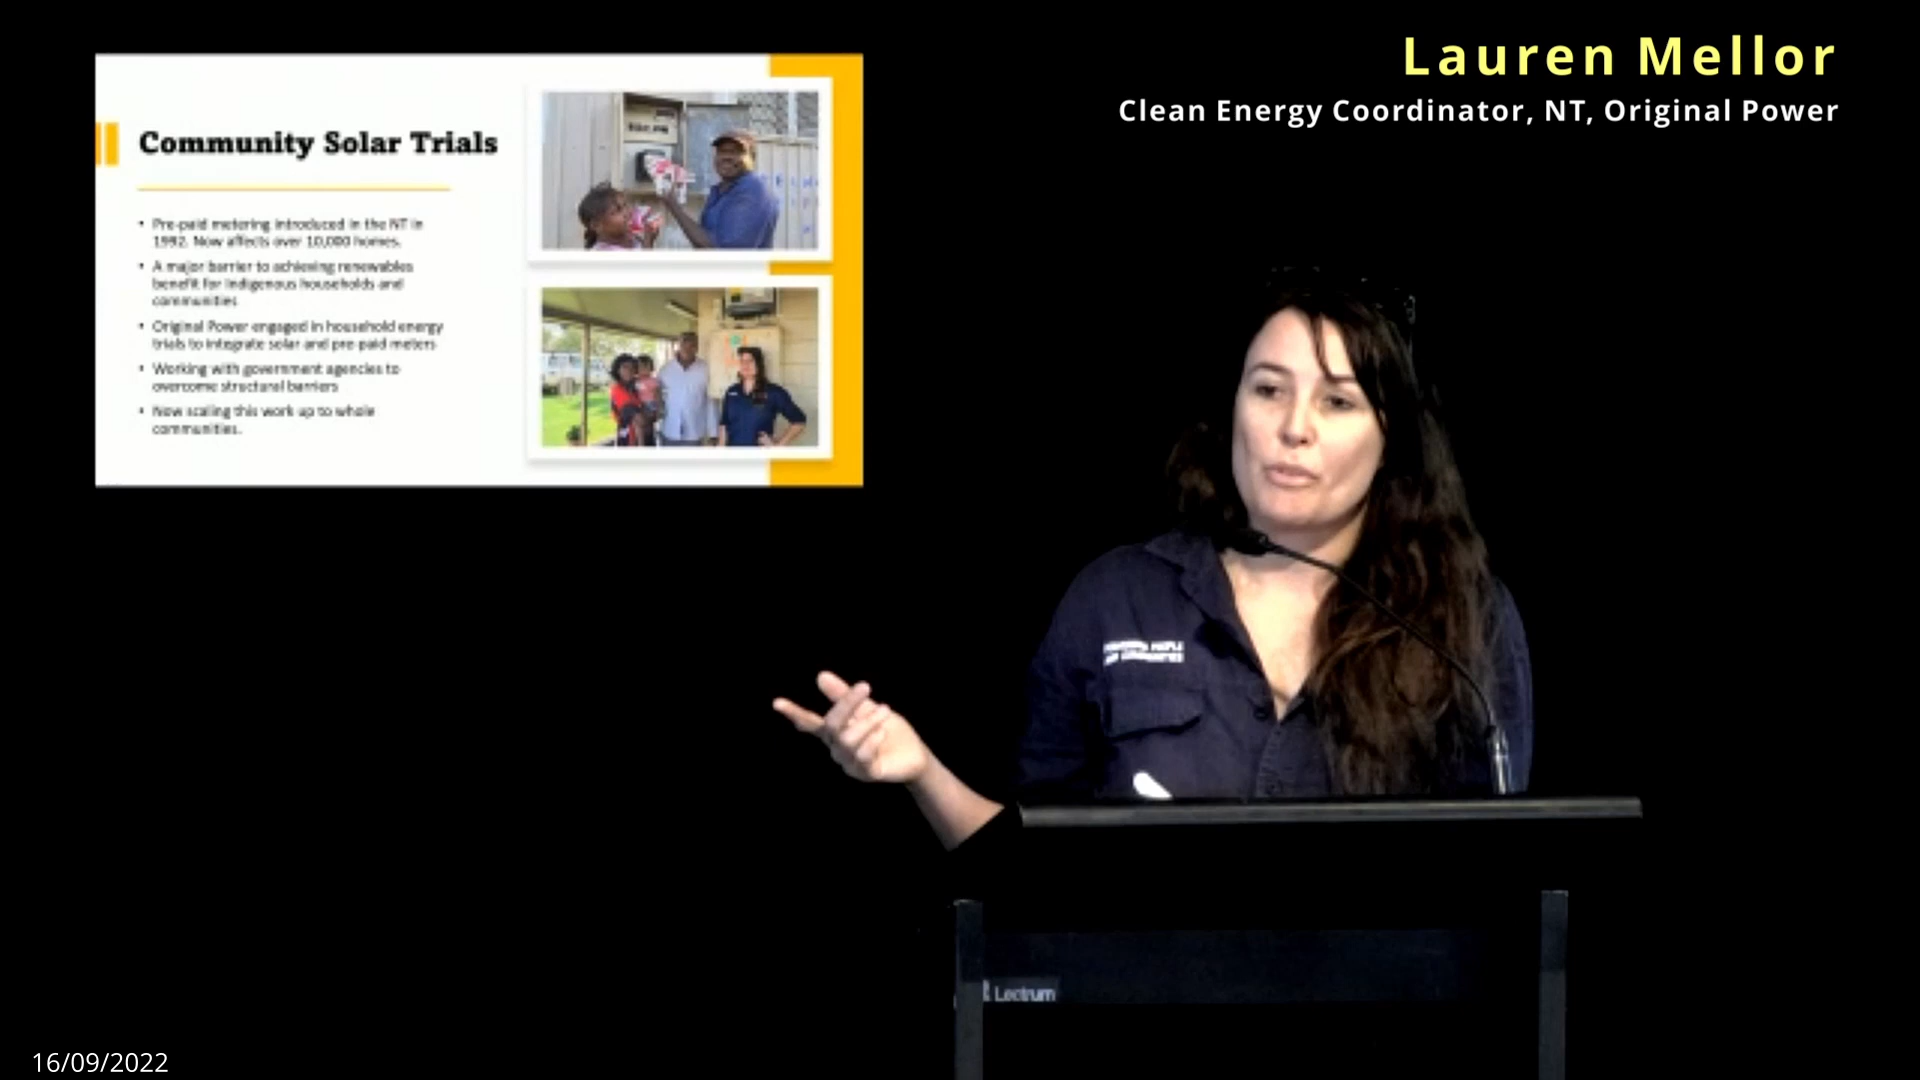 Lauren Mellor
Clean Energy Coordinator, NT, Original Power
Community Solar Trials
• Pre-paid metering introduced in the NT in
1992. Now affects over 10,000 homes.
• A major barrier to achieving renewables
benefit for Indigenous households and
communities
• Original Power engaged in household energy
trials to integrate solar and pre-paid meters
• Working with government agencies to
overcome structural barriers
• Now scaling this work up to whole
communities.
Lectrum
16/09/2022